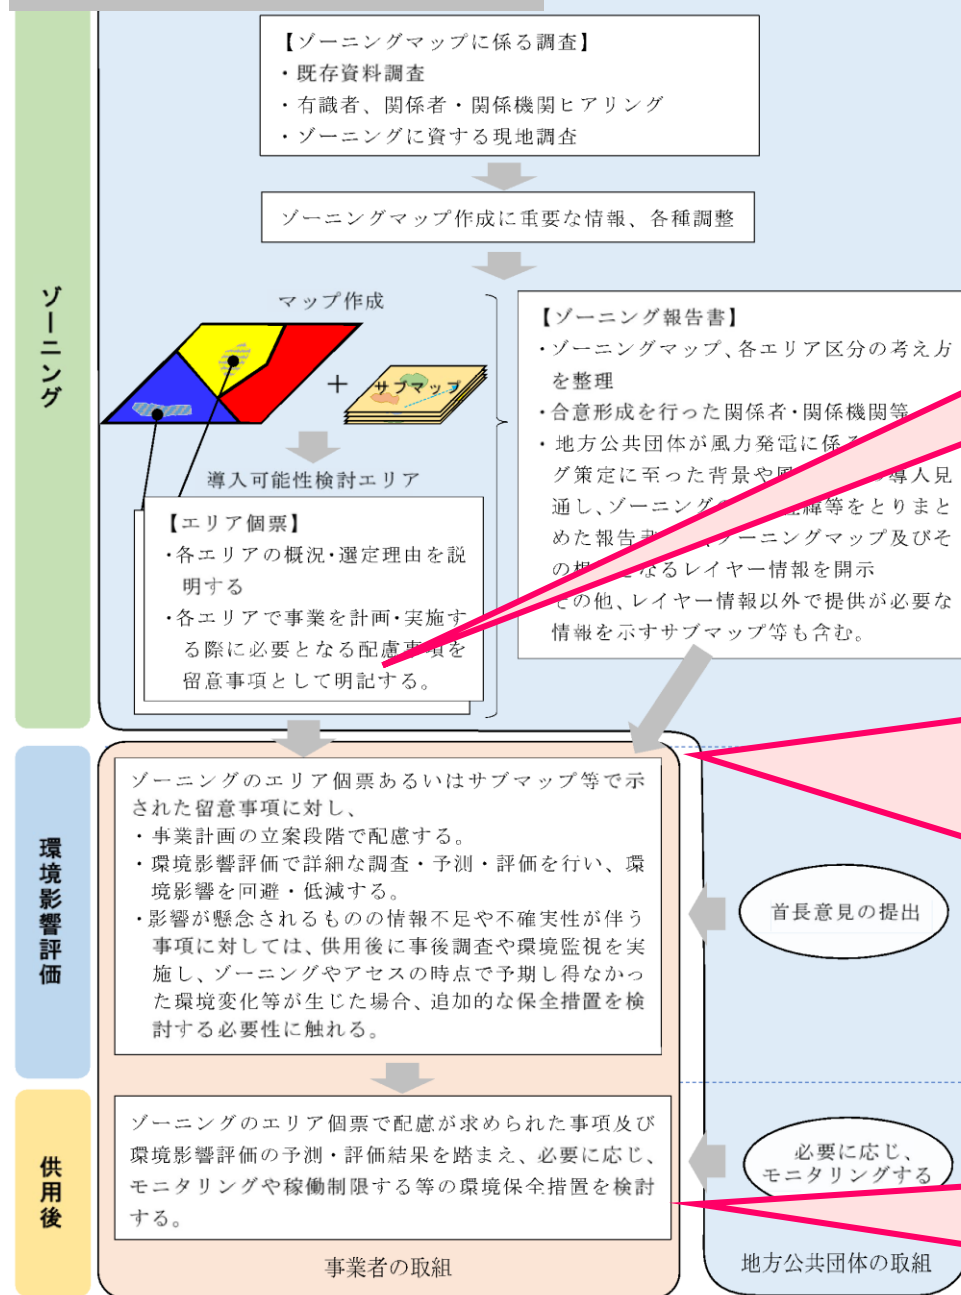 ゾーニング
【ゾーニングマップに係る調査】
・既存資料調査
・有識者、関係者・関係機関ヒアリング
・ゾーニングに資する現地調査
ゾーニングマップ作成に重要な情報、各種調整
マップ作成
+
サブマップ
導入可能性検討エリア
【エリア個票】
・各エリアの概況・選定理由を説
明する
・各エリアで事業を計画・実施す
る際に必要となる配慮事項を
留意事項として明記する。
【ゾーニング報告書】
・ゾーニングマップ、各エリア区分の考え方
を整理
・合意形成を行った関係者・関係機関等
・地方公共団体が風力発電に係る
グ策定に至った背景や 導入見
通し、ゾーニング 経緯等をとりまと
めた報告書 ゾーニングマップ及びそ
の なるレイヤー情報を開示
その他、レイヤー情報以外で提供が必要な
情報を示すサブマップ等も含む。
環境影響評価
ゾーニングのエリア個票あるいはサブマップ等で示
された留意事項に対し、
・事業計画の立案段階で配慮する。
・環境影響評価で詳細な調査・予測・評価を行い、環
境影響を回避・低減する。
・影響が懸念されるものの情報不足や不確実性が伴う
事項に対しては、供用後に事後調査や環境監視を実
施し、ゾーニングやアセスの時点で予期し得なかっ
た環境変化等が生じた場合、追加的な保全措置を検
討する必要性に触れる。
首長意見の提出
供用後
ゾーニングのエリア個票で配慮が求められた事項及び
環境影響評価の予測・評価結果を踏まえ、必要に応じ、
モニタリングや稼働制限する等の環境保全措置を検討
する。
必要に応じ、
モニタリングする
事業者の取組
地方公共団体の取組